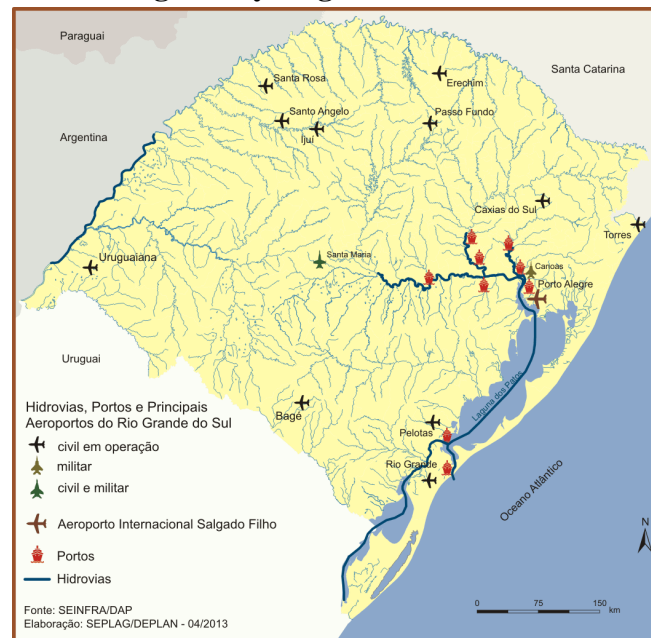 Paraguai
Santa Catarina
Argentina
Santa Rosa
Erechim
Santo Angelo
Ijuí
Passo Fundo
Caxias do Sul
Torres
Uruguaiana
Santa Maria
Canoas
Porto Alegre
Uruguai
Laguna dos Patos
Bagé
Pelotas
Rio Grande
Oceano Atlântico
Hidrovias, Portos e Principais
Aeroportos do Rio Grande do Sul
civil em operação
militar
civil e militar
Aeroporto Internacional Salgado Filho
Portos
Hidrovias
Fonte: SEINFRA/DAP
Elaboração: SEPLAG/DEPLAN - 04/2013
N
0 75 150
km